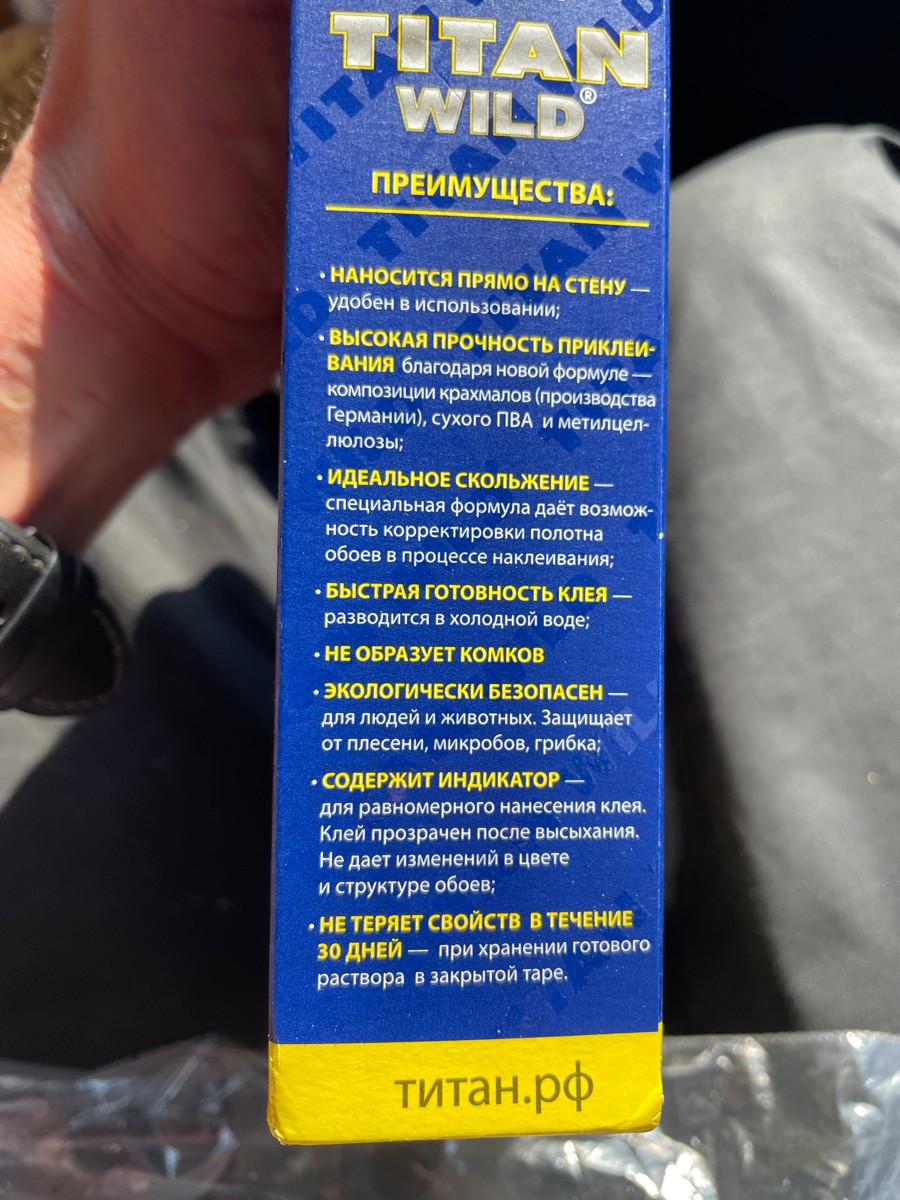 TITAN
WILD®
ПРЕИМУЩЕСТВА:
• НАНОСИТСЯ ПРЯМО НА СТЕНУ —
удобен в использовании;
• ВЫСОКАЯ ПРОЧНОСТЬ ПРИКЛЕИ-
ВАНИЯ благодаря новой формуле —
композиции крахмалов (производства
Германии), сухого ПВА и метилцел-
люлозы;
• ИДЕАЛЬНОЕ СКОЛЬЖЕНИЕ —
специальная формула даёт возмож-
ность корректировки полотна
обоев в процессе наклеивания;
• БЫСТРАЯ ГОТОВНОСТЬ КЛЕЯ —
разводится в холодной воде;
• НЕ ОБРАЗУЕТ КОМКОВ
• ЭКОЛОГИЧЕСКИ БЕЗОПАСЕН —
для людей и животных. Защищает
от плесени, микробов, грибка;
• СОДЕРЖИТ ИНДИКАТОР —
для равномерного нанесения клея.
Клей прозрачен после высыхания.
Не дает изменений в цвете
и структуре обоев;
• НЕ ТЕРЯЕТ СВОЙСТВ В ТЕЧЕНИЕ
30 ДНЕЙ — при хранении готового
раствора в закрытой таре.
титан.рф